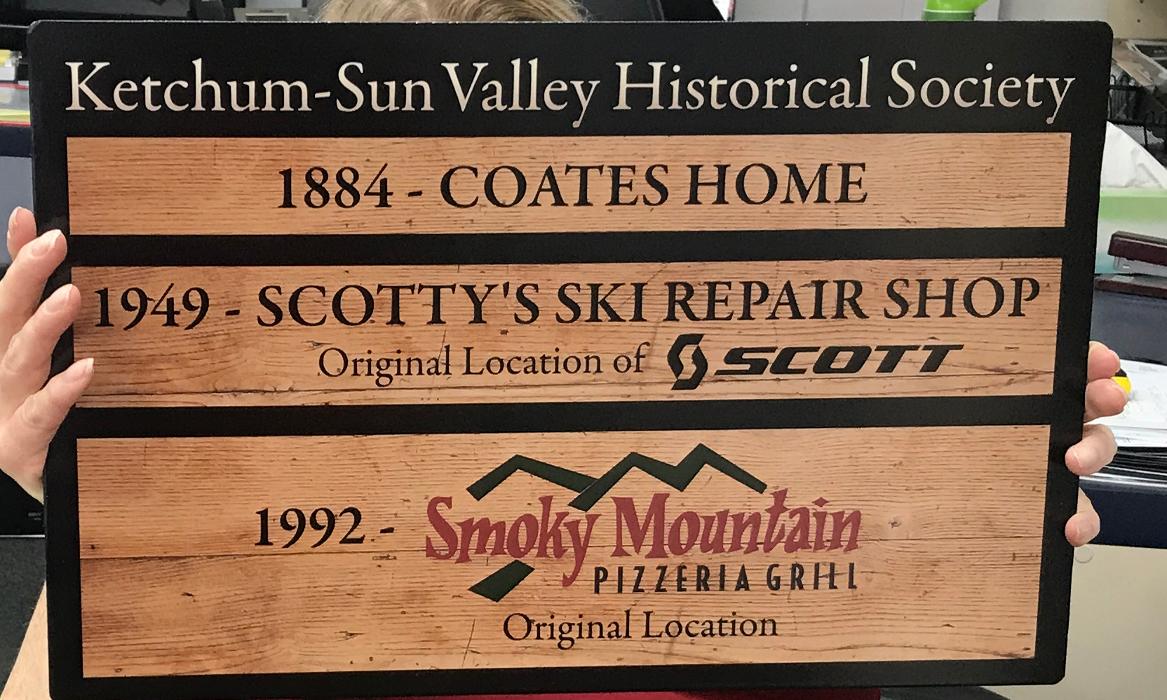 Ketchum-Sun Valley Historical Society
1884 - COATES HOME
1949 - SCOTTY'S SKI REPAIR SHOP
Original Location of SCOTT
1992 - Smoky Mountain
PIZZERIA GRILL
Original Location